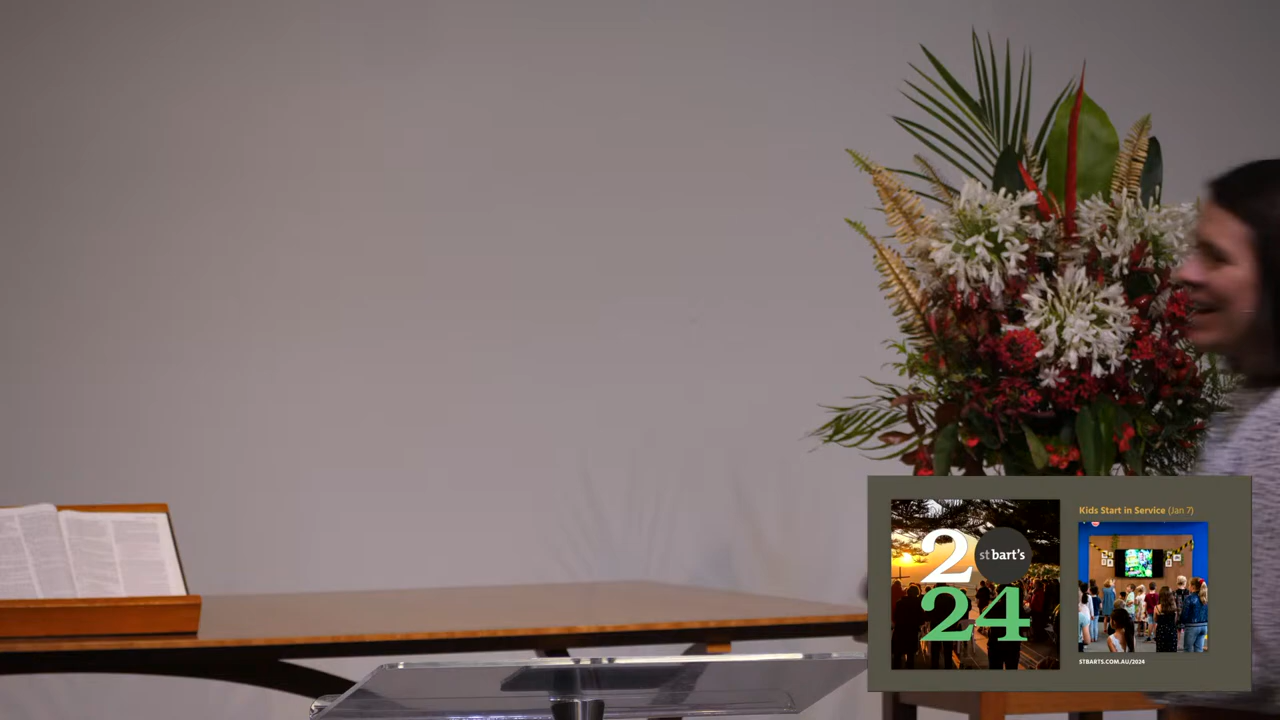 2
st bart's
24
Kids Start in Service (Jan 7)
STBARTS.COM.AU/2024